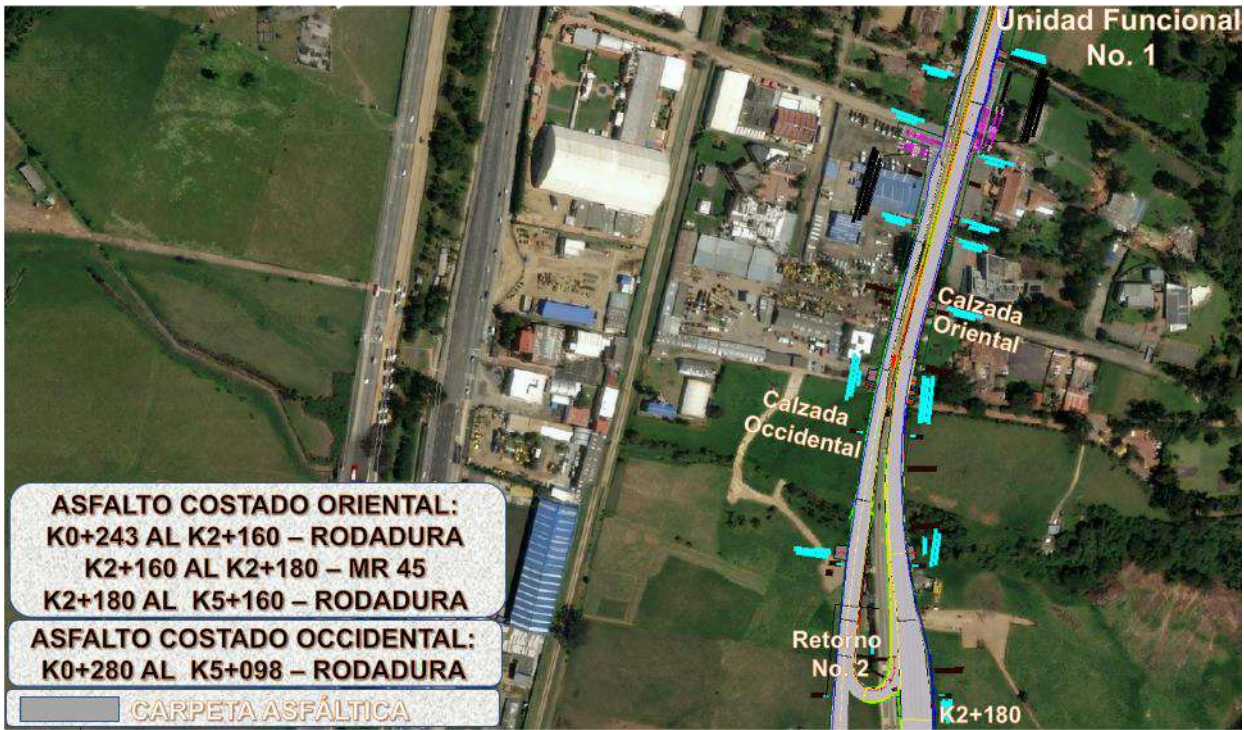 Unidad Funcional
No. 1
Calzada
Oriental
Calzada
Occidental
Retorno
No. 2
K2+180
ASFALTO COSTADO ORIENTAL:
K0+243 AL K2+160 – RODADURA
K2+160 AL K2+180 – MR 45
K2+180 AL K5+160 – RODADURA
ASFALTO COSTADO OCCIDENTAL:
K0+280 AL K5+098 – RODADURA
CARPETA ASFÁLTICA